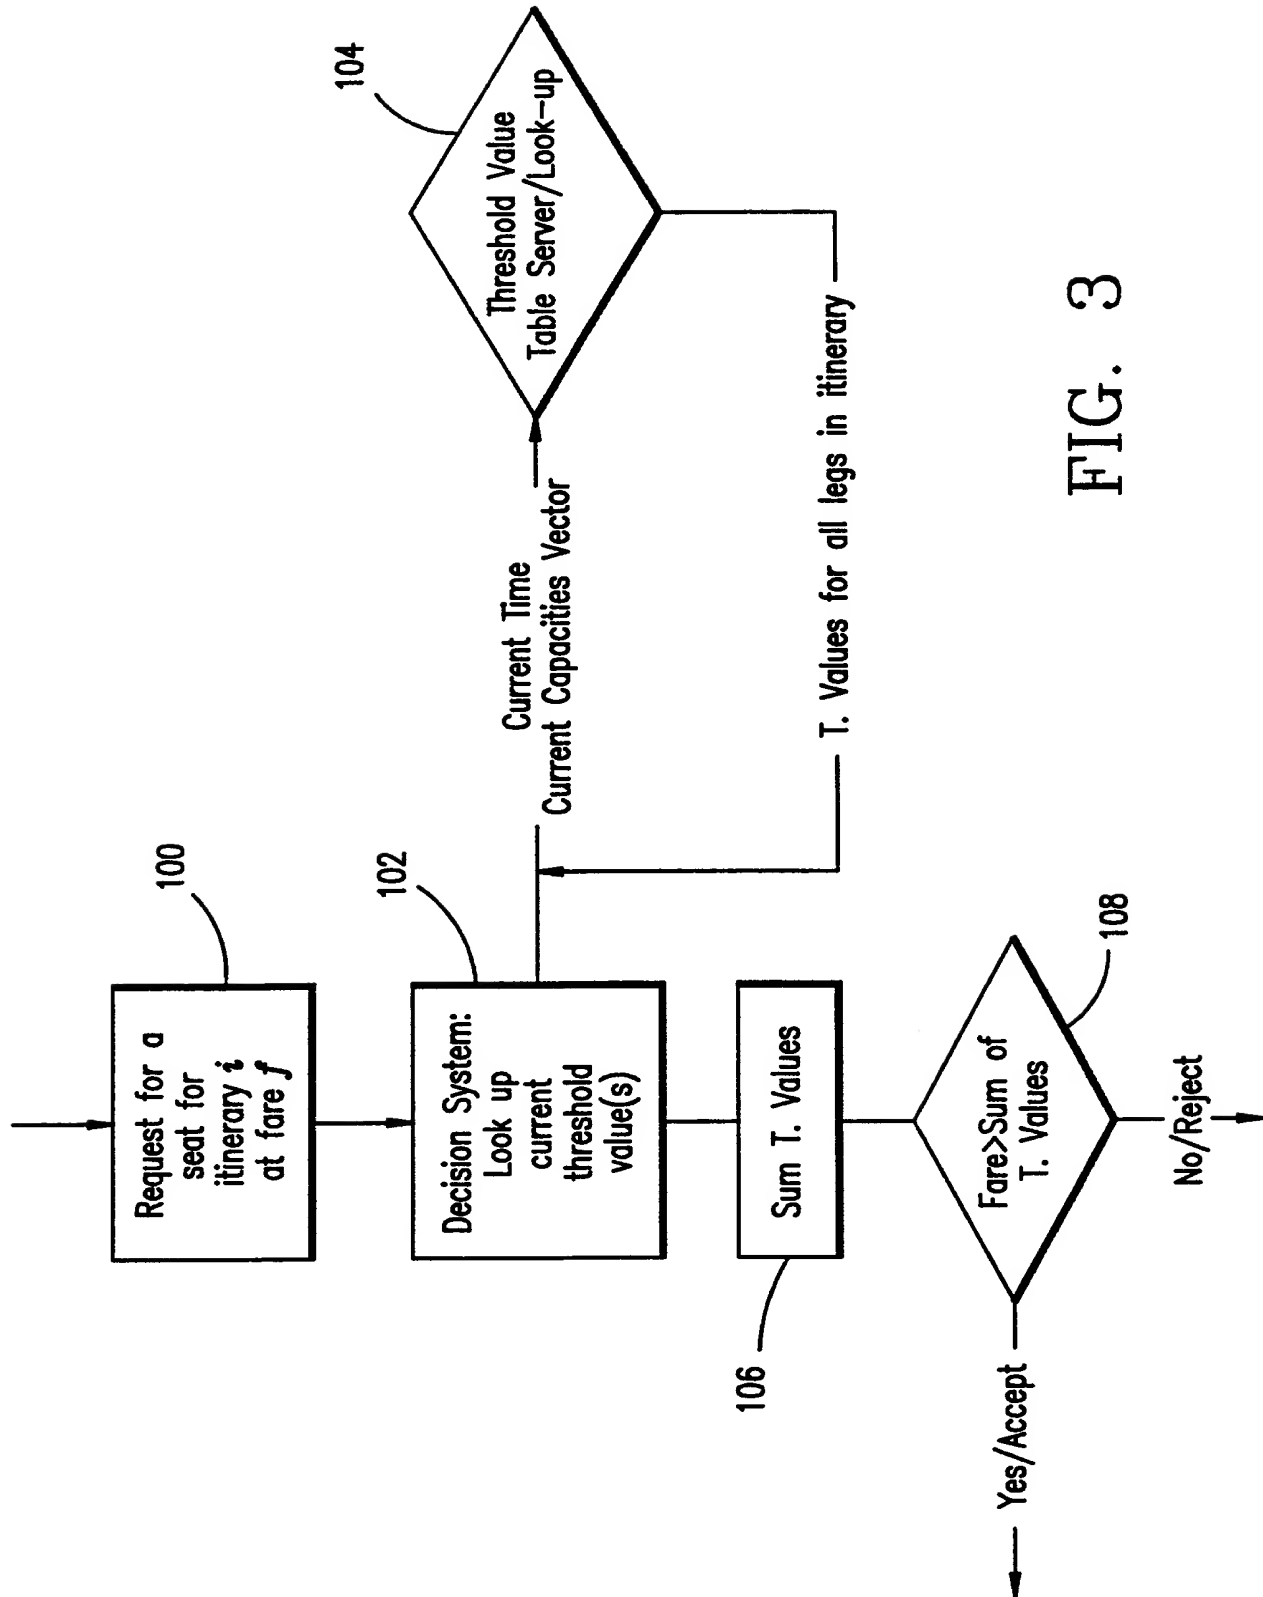 100
Request for a
seat for
itinerary i
at fare f
102
Decision System:
Look up
current
threshold
value(s)
Current Time
Current Capacities Vector
104
Threshold Value
Table Server/Look-up
T. Values for all legs in itinerary
106
Sum T. Values
108
Fare>Sum of
T. Values
Yes/Accept
No/Reject
FIG. 3